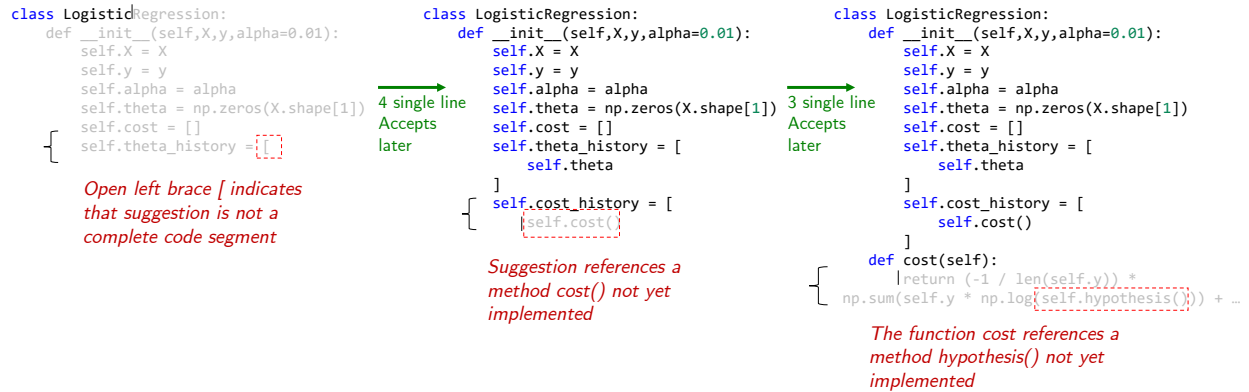 class LogisticRegression:
    def __init__(self,X,y,alpha=0.01):
        self.X = X
        self.y = y
        self.alpha = alpha
        self.theta = np.zeros(X.shape[1])
        self.cost = []
        self.theta_history = [
Open left brace [ indicates
that suggestion is not a
complete code segment
4 single line
Accepts
later
class LogisticRegression:
    def __init__(self,X,y,alpha=0.01):
        self.X = X
        self.y = y
        self.alpha = alpha
        self.theta = np.zeros(X.shape[1])
        self.cost = []
        self.theta_history = [
            self.theta
        ]
        self.cost_history = [
            self.cost()
Suggestion references a
method cost() not yet
implemented
3 single line
Accepts
later
class LogisticRegression:
    def __init__(self,X,y,alpha=0.01):
        self.X = X
        self.y = y
        self.alpha = alpha
        self.theta = np.zeros(X.shape[1])
        self.cost = []
        self.theta_history = [
            self.theta
        ]
        self.cost_history = [
            self.cost()
        ]
    def cost(self):
        return (-1 / len(self.y)) *
np.sum(self.y * np.log(self.hypothesis())) + …
The function cost references a
method hypothesis() not yet
implemented